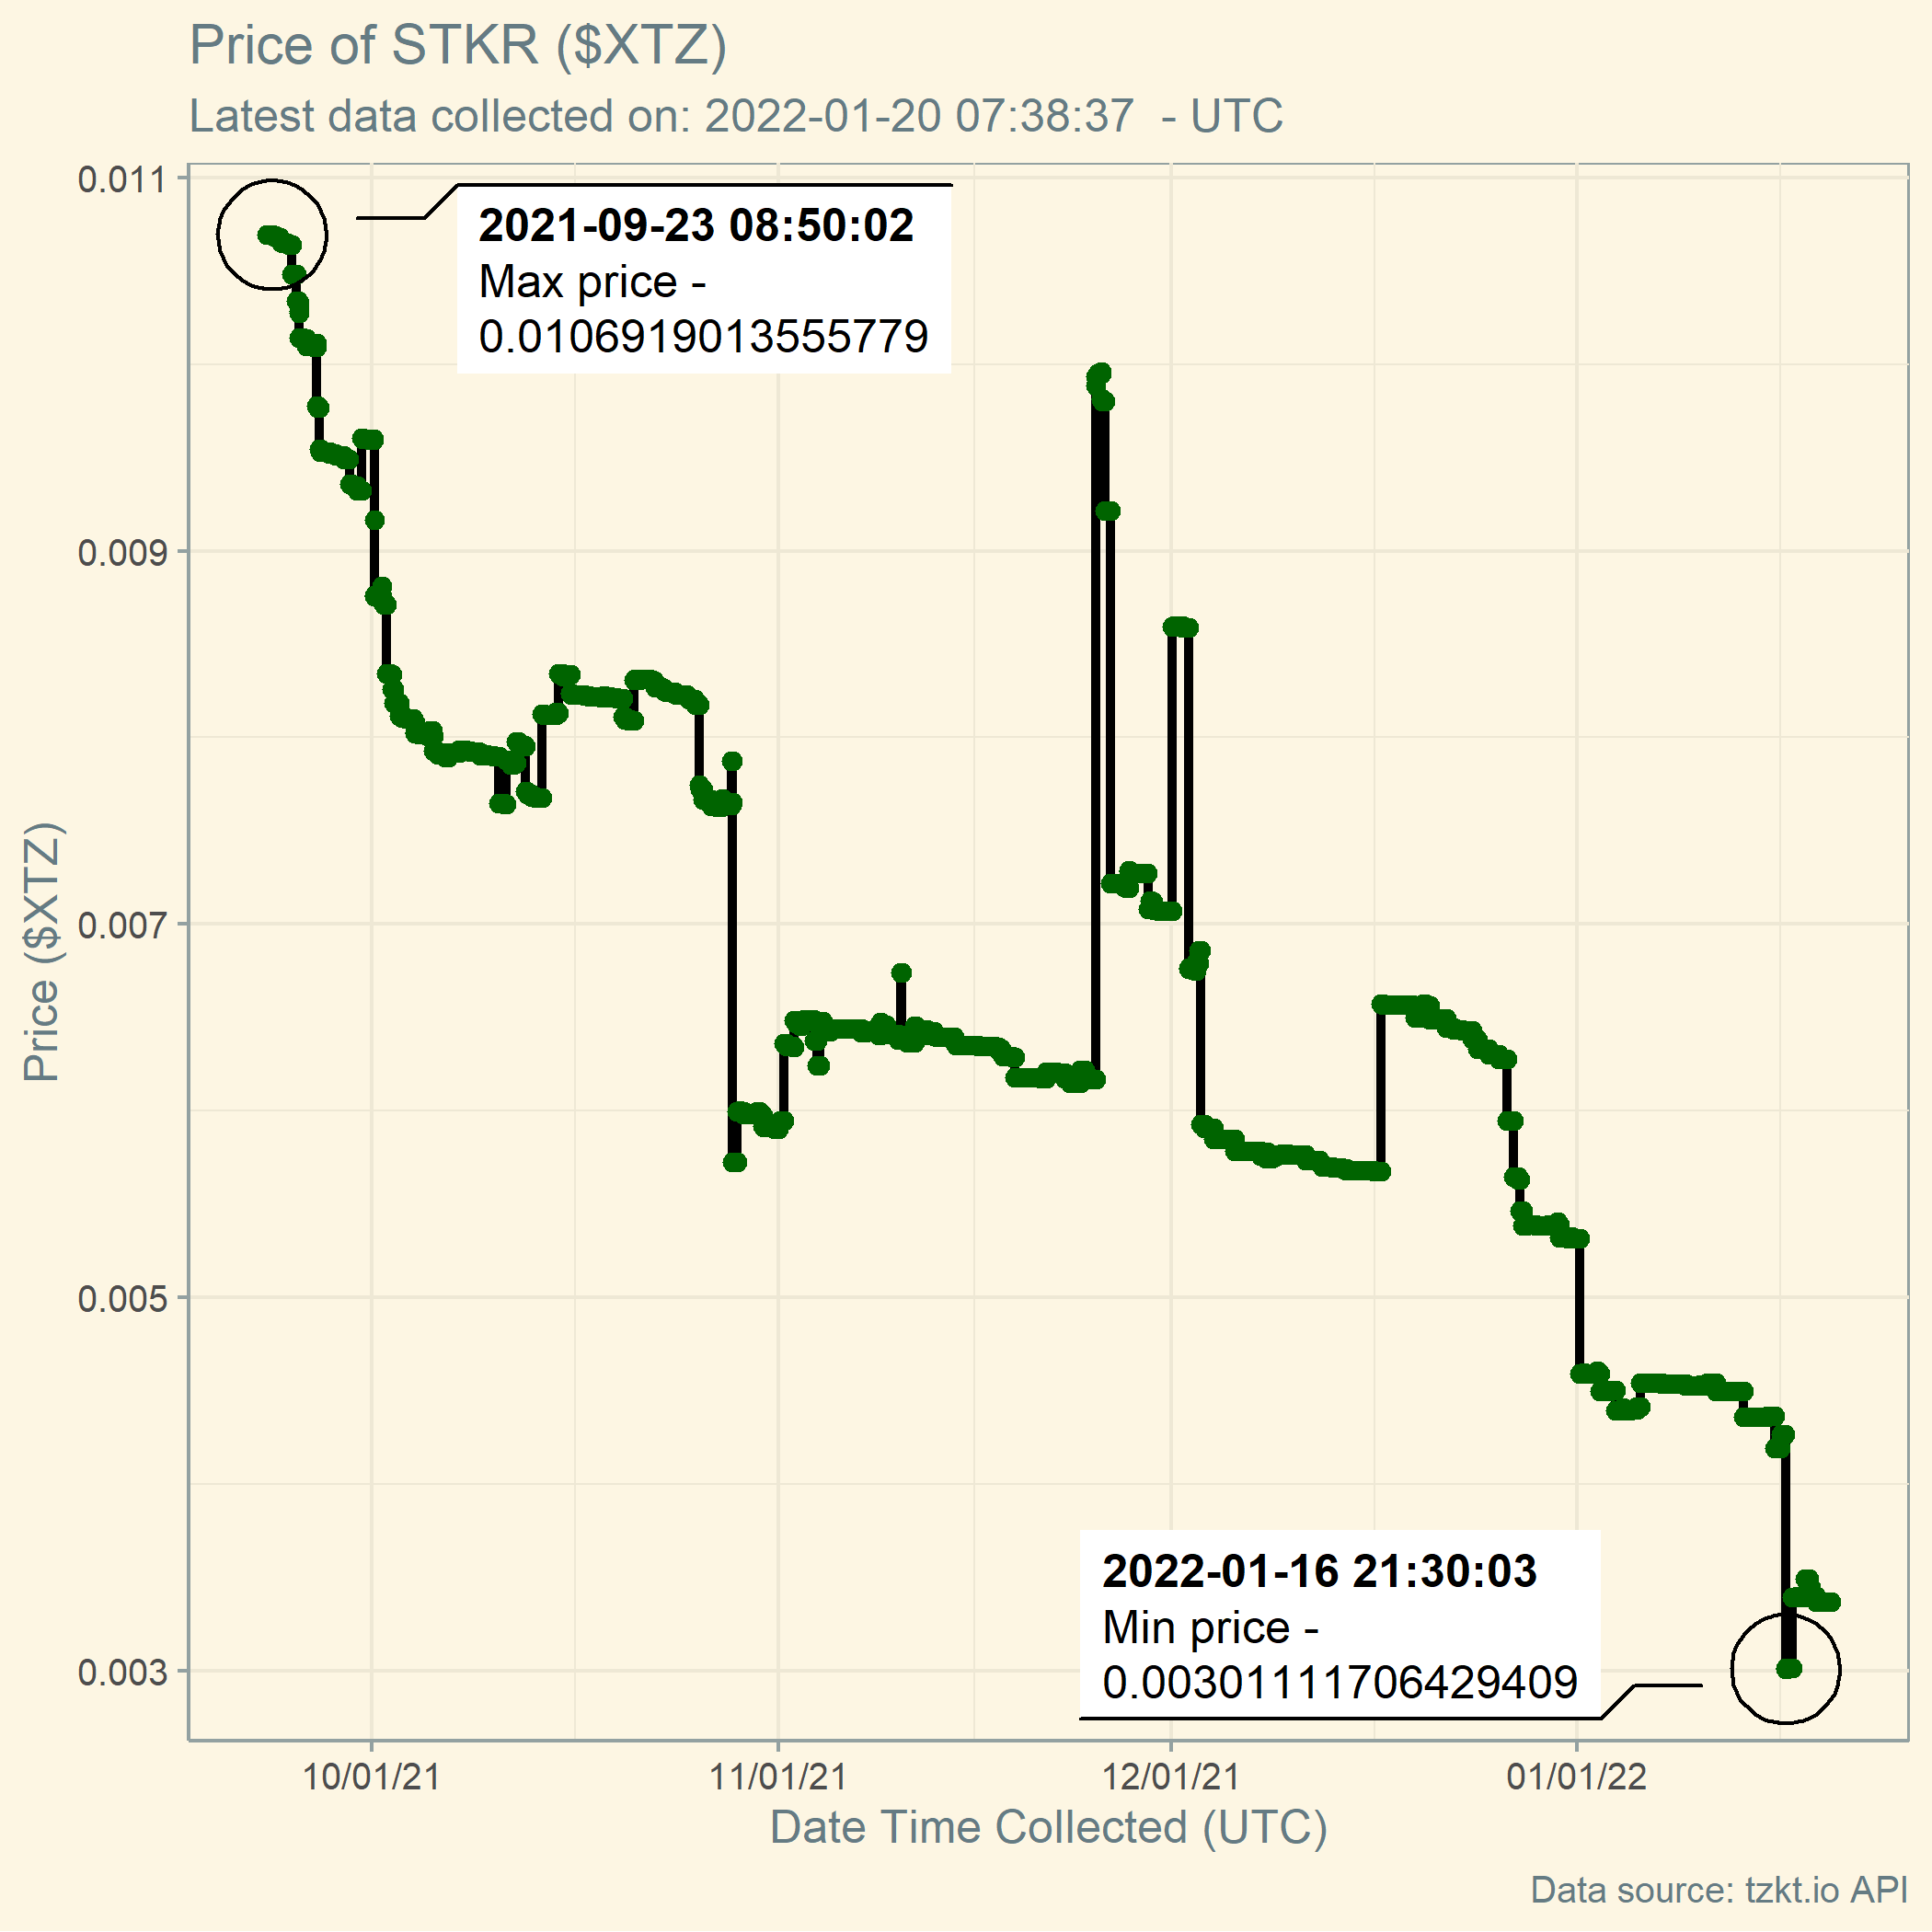 Price of STKR ($XTZ)
Latest data collected on: 2022-01-20 07:38:37  - UTC
0.011
0.009
0.007
0.005
0.003
Price ($XTZ)
2021-09-23 08:50:02
Max price -
0.0106919013555779
2022-01-16 21:30:03
Min price -
0.00301111706429409
10/01/21
11/01/21
12/01/21
01/01/22
Date Time Collected (UTC)
Data source: tzkt.io API